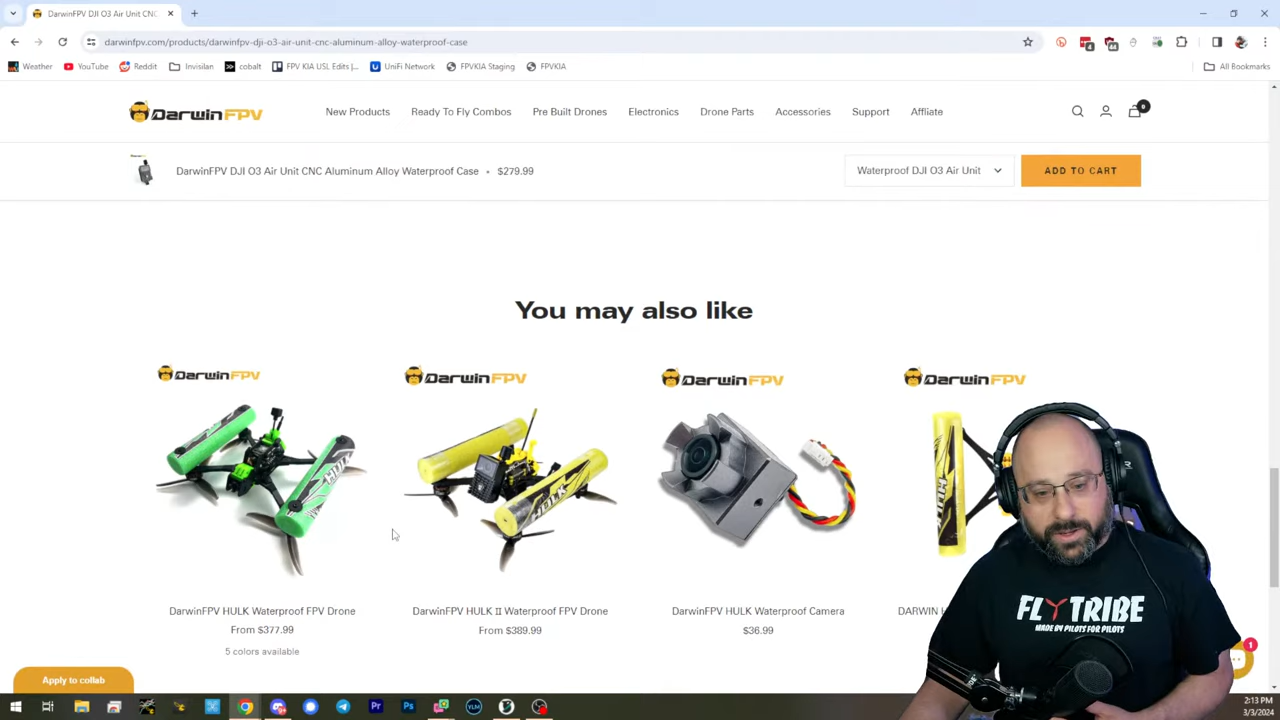 DarwinFPV DJI O3 Air Unit CNC
darwinfpv.com/products/darwinfpv-dji-o3-air-unit-cnc-aluminum-alloy-waterproof-case
Weather
YouTube
Reddit
Invisilan
cobalt
FPV KIA USL Edits |...
UniFi Network
FPVKIA Staging
FPVKIA
All Bookmarks
DARWINFPV
New Products
Ready To Fly Combos
Pre Built Drones
Electronics
Drone Parts
Accessories
Support
Affliate
0
DarwinFPV DJI O3 Air Unit CNC Aluminum Alloy Waterproof Case
$279.99
Waterproof DJI O3 Air Unit
ADD TO CART
You may also like
DARWINFPV
DARWINFPV
DARWINFPV
DARWINFPV
HULK
HULK
HULK
DarwinFPV HULK Waterproof FPV Drone
From $377.99
5 colors available
DarwinFPV HULK II Waterproof FPV Drone
From $389.99
DarwinFPV HULK Waterproof Camera
$36.99
DARWIN
FLYTRIBE
MADE BY PILOTS FOR PILOTS
1
Apply to collab
2:13 PM
3/3/2024